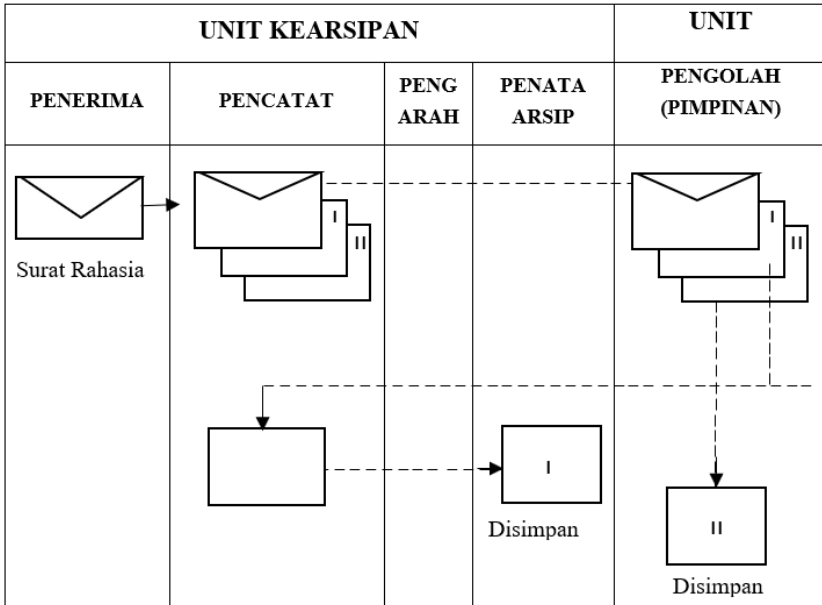 UNIT KEARSIPAN
UNIT
PENERIMA
PENCATAT
PENG
ARAH
PENATA
ARSIP
PENGOLAH
(PIMPINAN)
I
II
Surat Rahasia
I
II
I
Disimpan
II
Disimpan